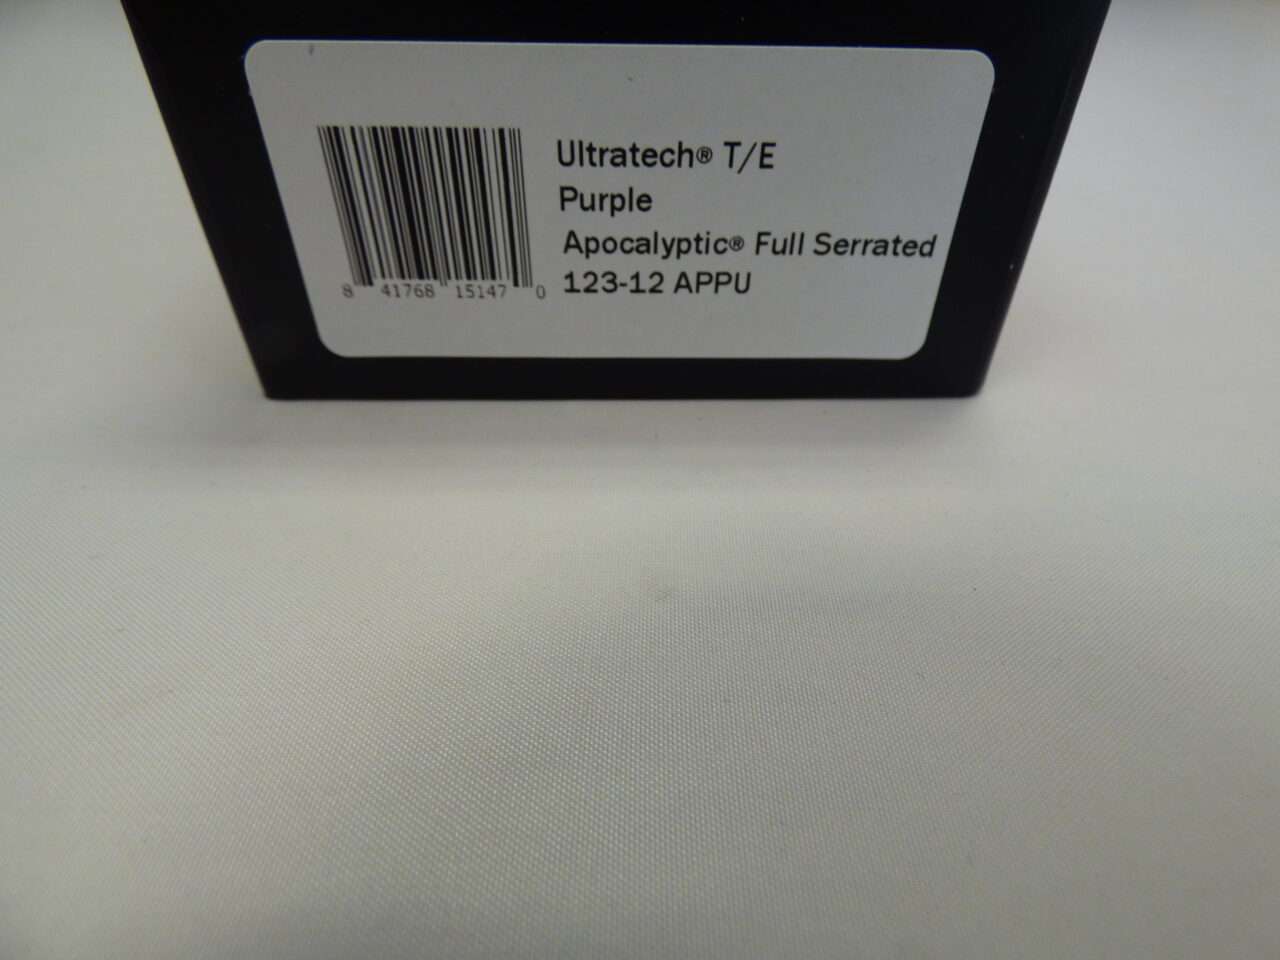 Ultratech® T/E
Purple
Apocalyptic® Full Serrated
123-12 APPU
8 41768 15147 0